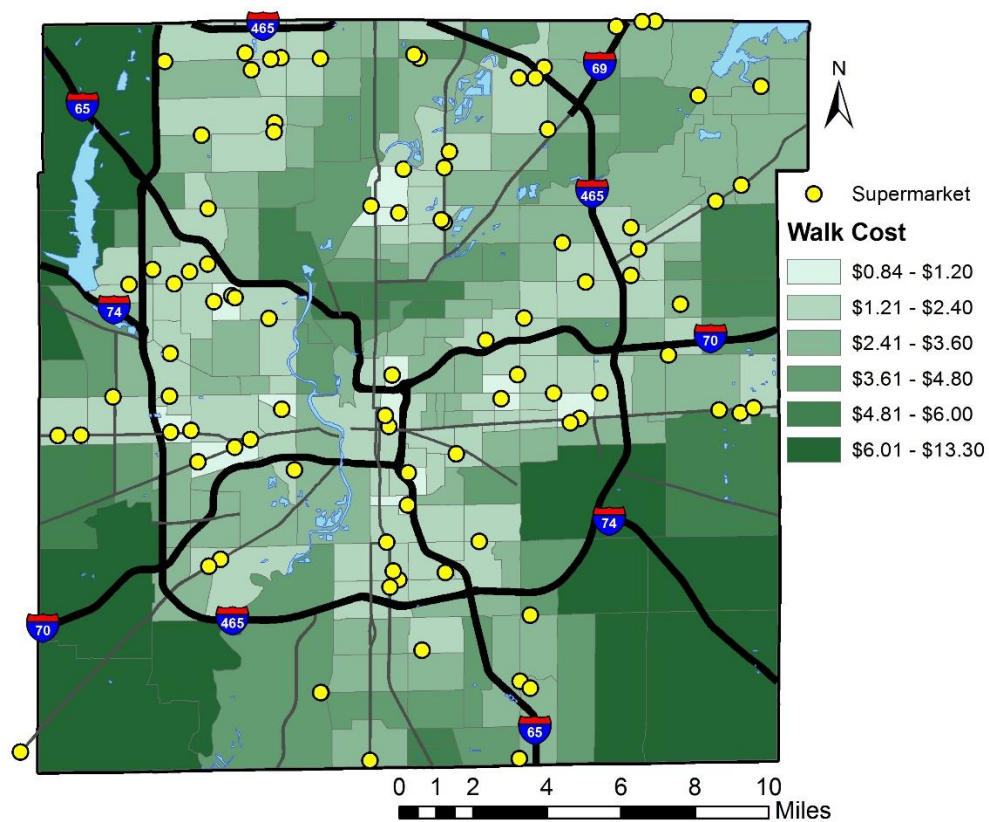 465
69
65
N
465
Supermarket
Walk Cost
$0.84 - $1.20
$1.21 - $2.40
74
$2.41 - $3.60
70
$3.61 - $4.80
$4.81 - $6.00
$6.01 - $13.30
74
70
465
65
0 1 2 4 6 8 10
Miles